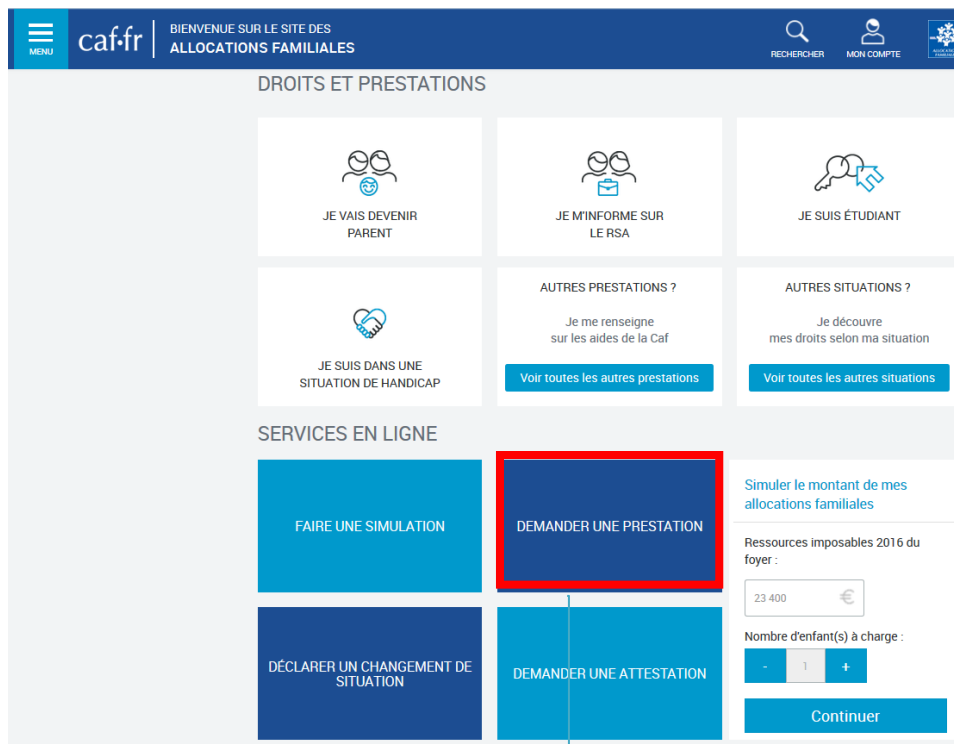 MENU
caf.fr
BIENVENUE SUR LE SITE DES
ALLOCATIONS FAMILIALES
RECHERCHER
MON COMPTE
DROITS ET PRESTATIONS
JE VAIS DEVENIR
PARENT
JE M'INFORME SUR
LE RSA
JE SUIS ÉTUDIANT
JE SUIS DANS UNE
SITUATION DE HANDICAP
AUTRES PRESTATIONS ?
Je me renseigne
sur les aides de la Caf
Voir toutes les autres prestations
AUTRES SITUATIONS ?
Je découvre
mes droits selon ma situation
Voir toutes les autres situations
SERVICES EN LIGNE
FAIRE UNE SIMULATION
DEMANDER UNE PRESTATION
DÉCLARER UN CHANGEMENT DE
SITUATION
DEMANDER UNE ATTESTATION
Simuler le montant de mes
allocations familiales
Ressources imposables 2016 du
foyer :
23 400 €
Nombre d'enfant(s) à charge :
- 1 +
Continuer